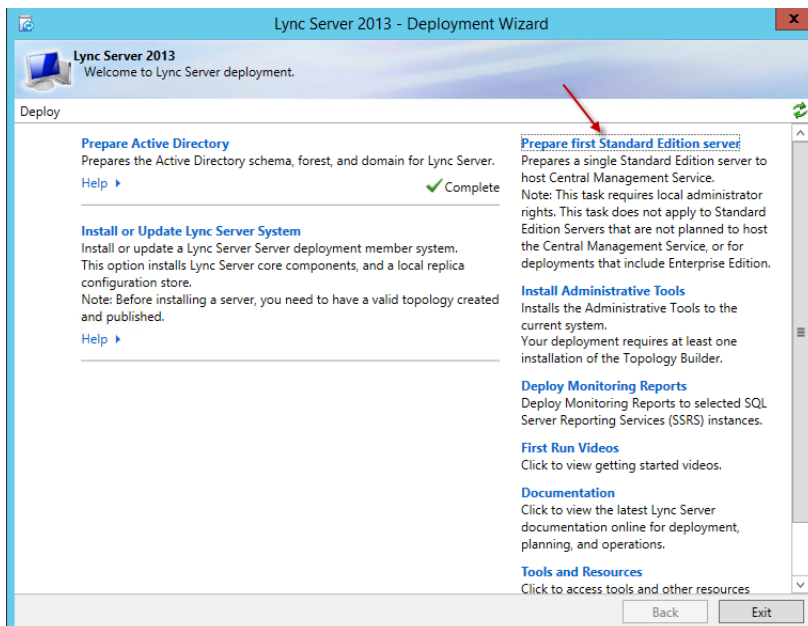 Lync Server 2013 - Deployment Wizard
x
Lync Server 2013
Welcome to Lync Server deployment.
Deploy
Prepare Active Directory
Prepares the Active Directory schema, forest, and domain for Lync Server.
Help
Complete
Install or Update Lync Server System
Install or update a Lync Server Server deployment member system.
This option installs Lync Server core components, and a local replica
configuration store.
Note: Before installing a server, you need to have a valid topology created
and published.
Help
Prepare first Standard Edition server
Prepares a single Standard Edition server to
host Central Management Service.
Note: This task requires local administrator
rights. This task does not apply to Standard
Edition Servers that are not planned to host
the Central Management Service, or for
deployments that include Enterprise Edition.
Install Administrative Tools
Installs the Administrative Tools to the
current system.
Your deployment requires at least one
installation of the Topology Builder.
Deploy Monitoring Reports
Deploy Monitoring Reports to selected SQL
Server Reporting Services (SSRS) instances.
First Run Videos
Click to view getting started videos.
Documentation
Click to view the latest Lync Server
documentation online for deployment,
planning, and operations.
Tools and Resources
Click to access tools and other resources
Back
Exit